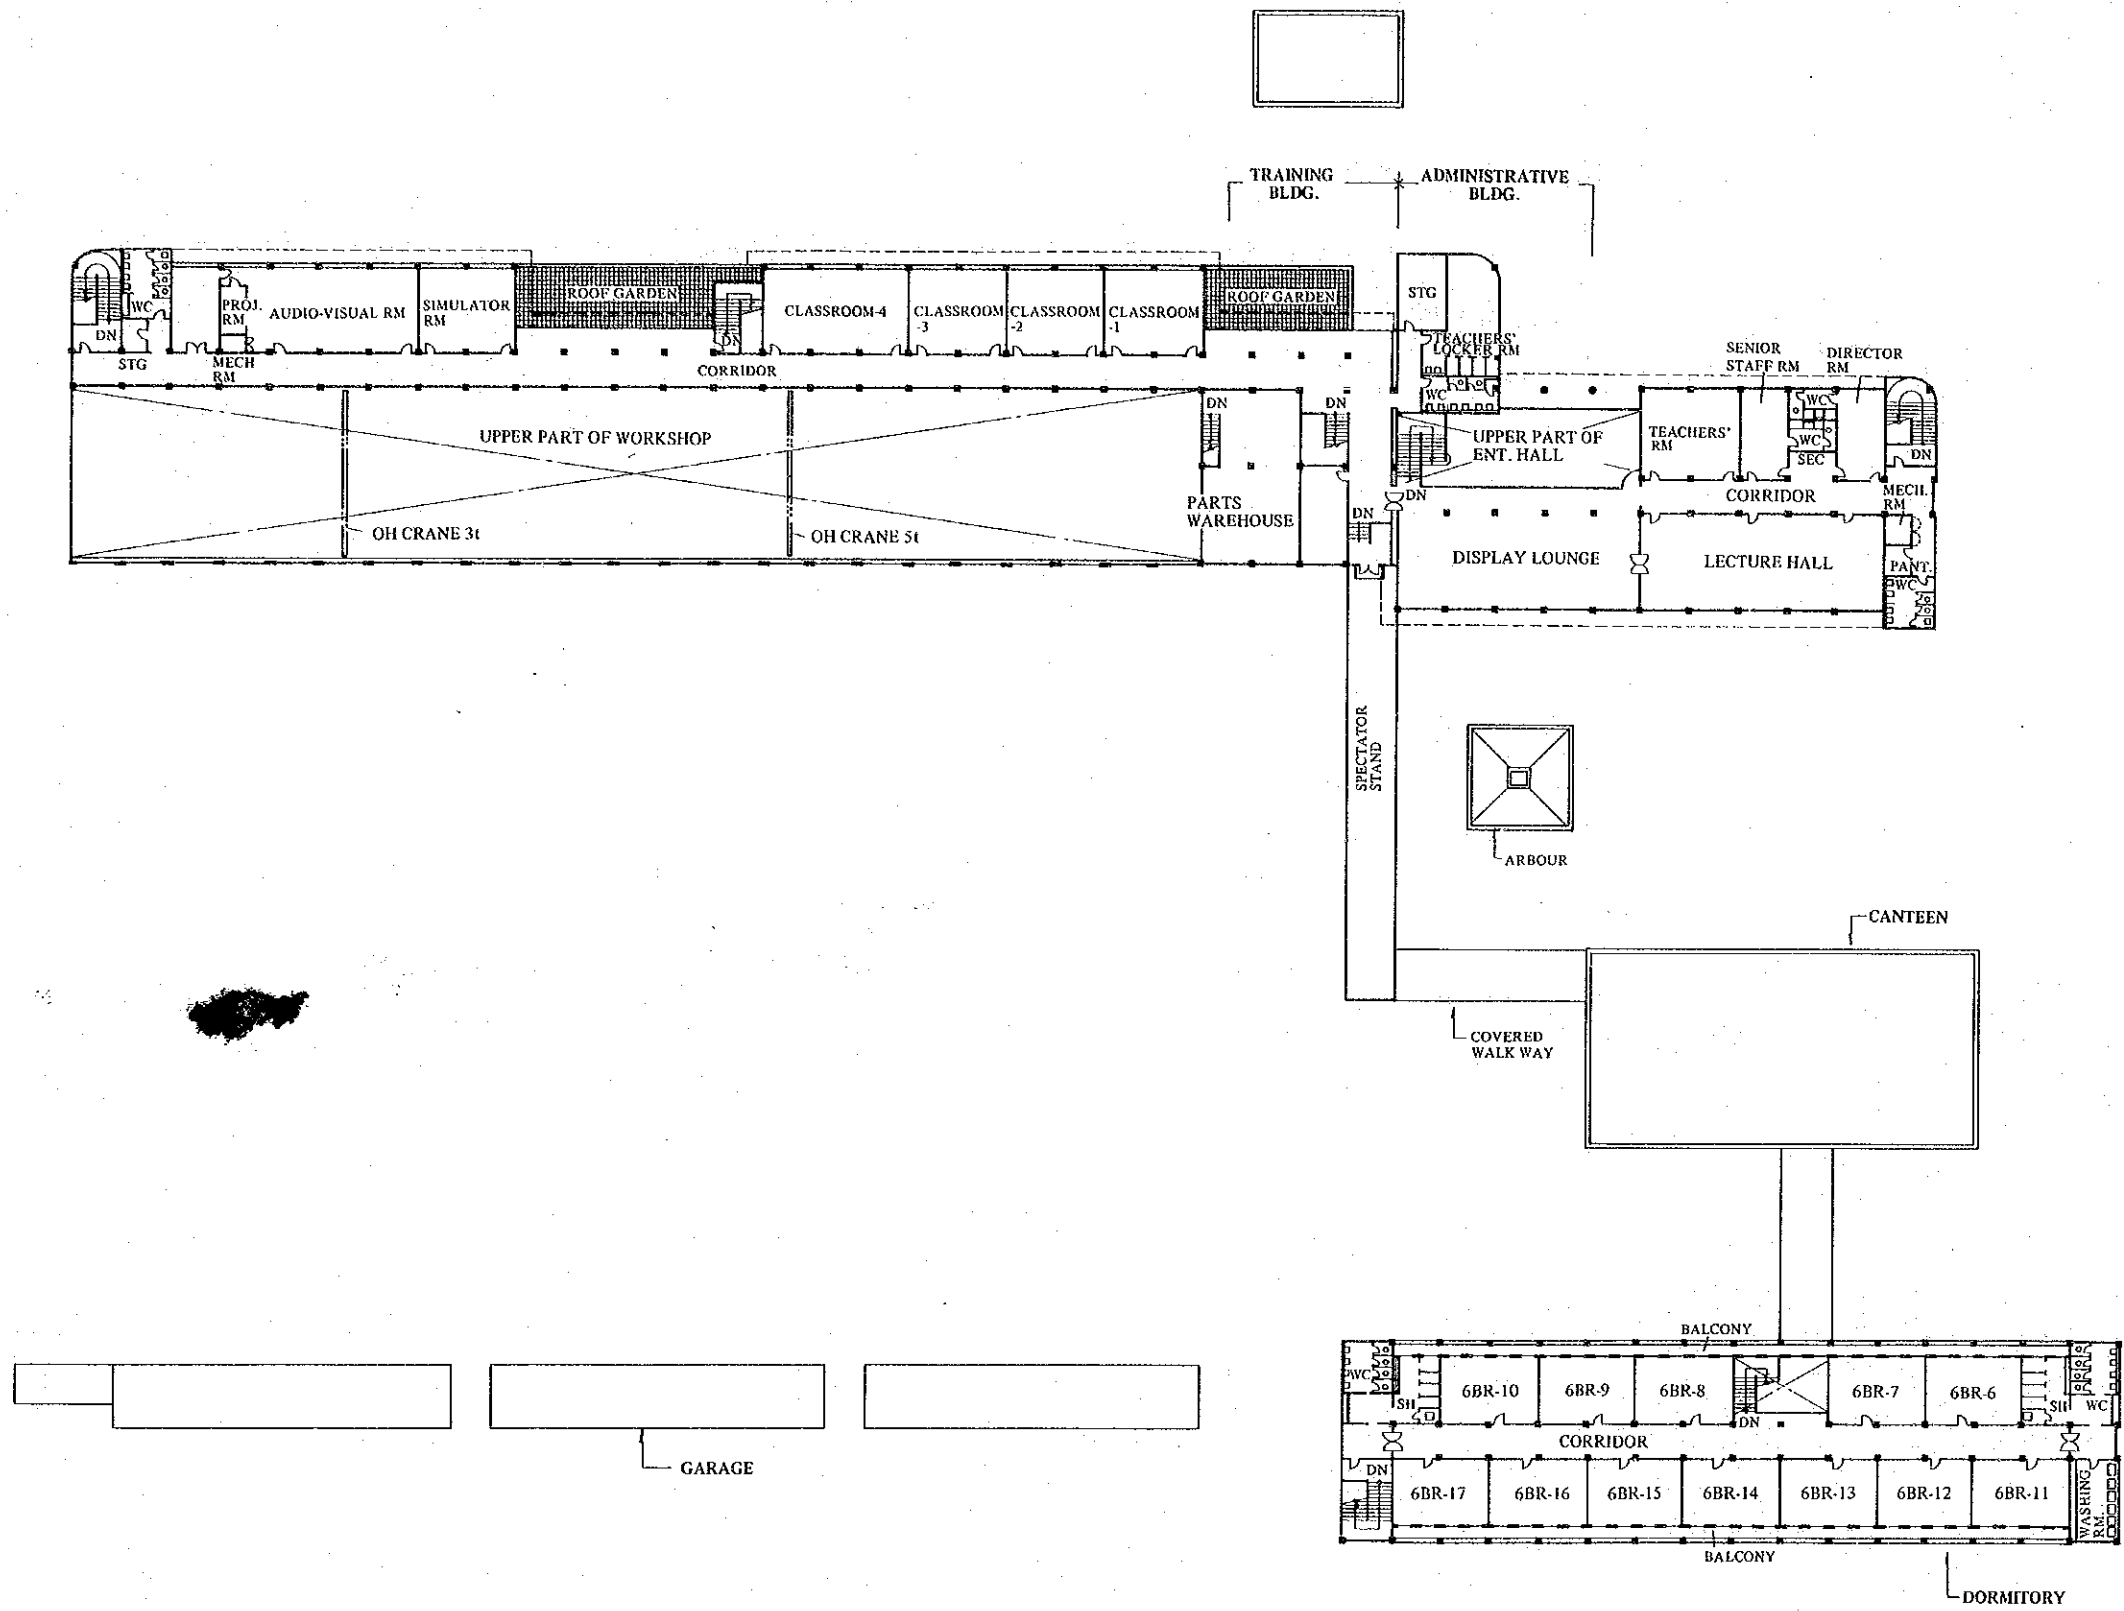 TRAINING
BLDG.
ADMINISTRATIVE
BLDG.
WC
DN
STG
PROJ.
RM
MECH
RM
AUDIO-VISUAL RM
SIMULATOR
RM
ROOF GARDEN
DN
CLASSROOM-4
CLASSROOM
-3
CLASSROOM
-2
CLASSROOM
-1
ROOF GARDEN
CORRIDOR
STG
TEACHERS'
LOCKER RM
WC
SENIOR
STAFF RM
DIRECTOR
RM
UPPER PART OF WORKSHOP
OH CRANE 3t
OH CRANE 5t
DN
PARTS
WAREHOUSE
DN
DN
DN
UPPER PART OF
ENT. HALL
TEACHERS'
RM
WC
WC
SEC
DN
CORRIDOR
MECH.
RM
DISPLAY LOUNGE
LECTURE HALL
PANT.
WC
SPECTATOR
STAND
ARBOUR
CANTEEN
COVERED
WALK WAY
GARAGE
BALCONY
WC
SH
6BR-10
6BR-9
6BR-8
DN
6BR-7
6BR-6
SH
WC
CORRIDOR
DN
6BR-17
6BR-16
6BR-15
6BR-14
6BR-13
6BR-12
6BR-11
WASHING
RM.
BALCONY
DORMITORY